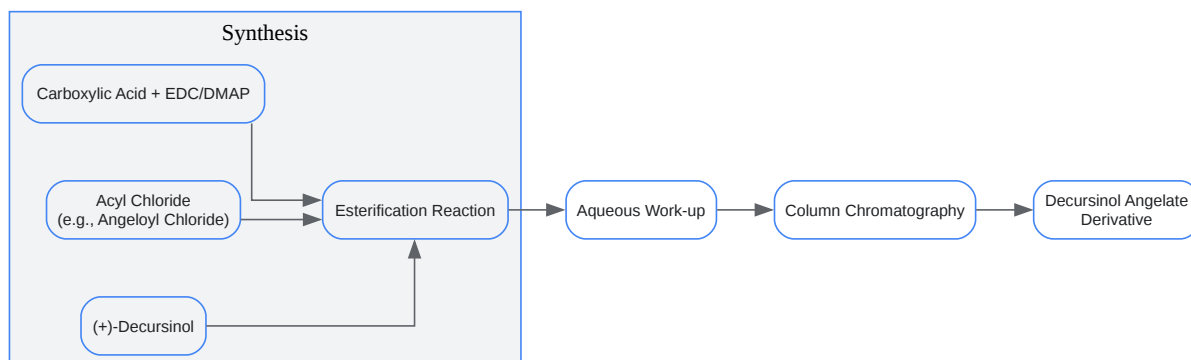 Synthesis
Carboxylic Acid + EDC/DMAP
Acyl Chloride
(e.g., Angeloyl Chloride)
Esterification Reaction
Aqueous Work-up
Column Chromatography
Decursinol Angelate
Derivative
(+)-Decursinol